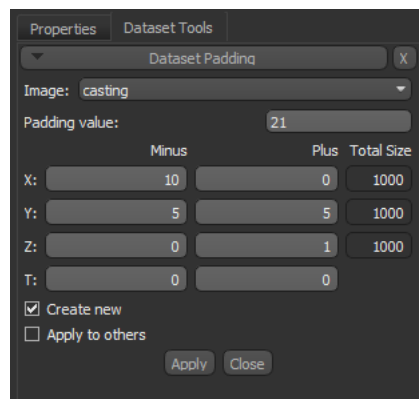 Properties Dataset Tools
Dataset Padding X
Image: casting
Padding value: 21
Minus Plus Total Size
X: 10 0 1000
Y: 5 5 1000
Z: 0 1 1000
T: 0 0
Create new
Apply to others
Apply Close